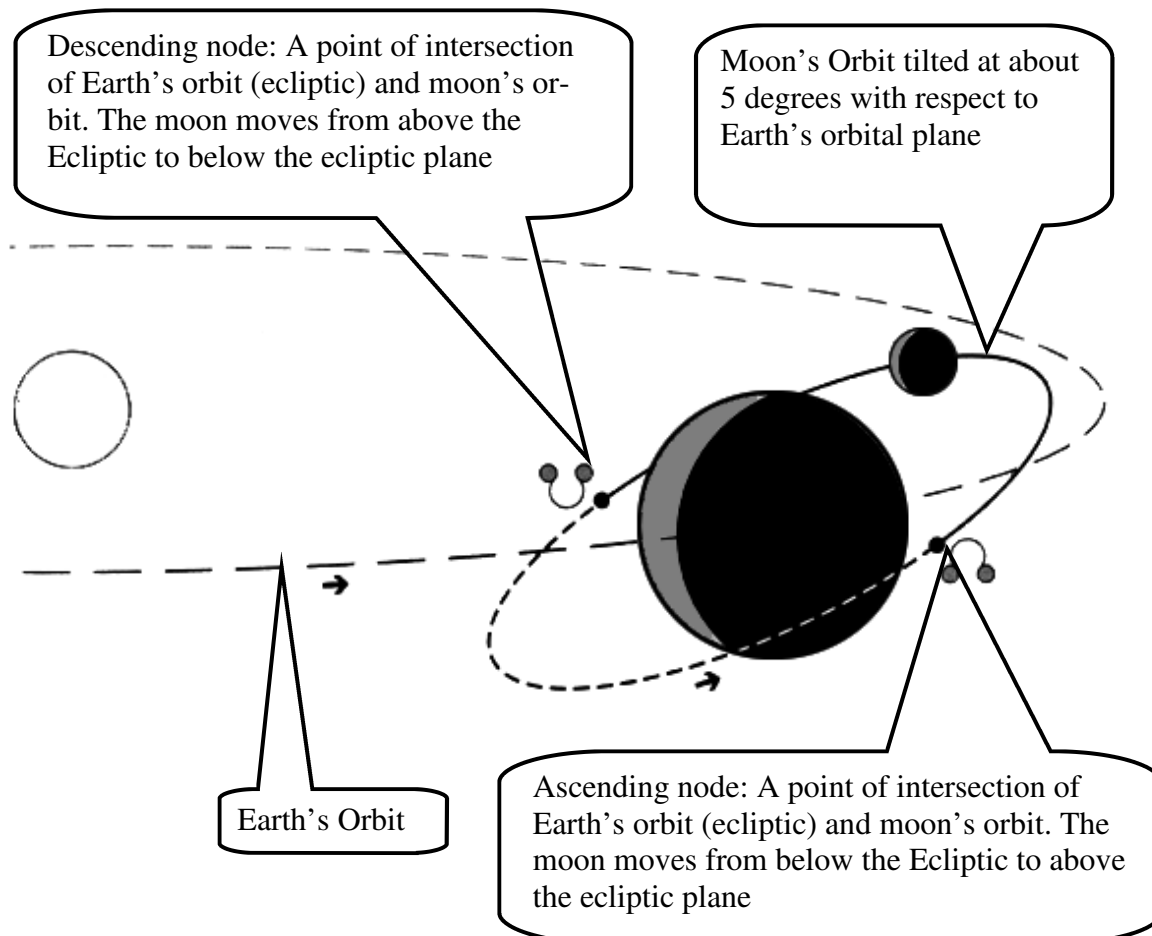 Descending node: A point of intersection
of Earth’s orbit (ecliptic) and moon’s or-
bit. The moon moves from above the
Ecliptic to below the ecliptic plane
Moon’s Orbit tilted at about
5 degrees with respect to
Earth’s orbital plane
Earth’s Orbit
Ascending node: A point of intersection of
Earth’s orbit (ecliptic) and moon’s orbit. The
moon moves from below the Ecliptic to above
the ecliptic plane